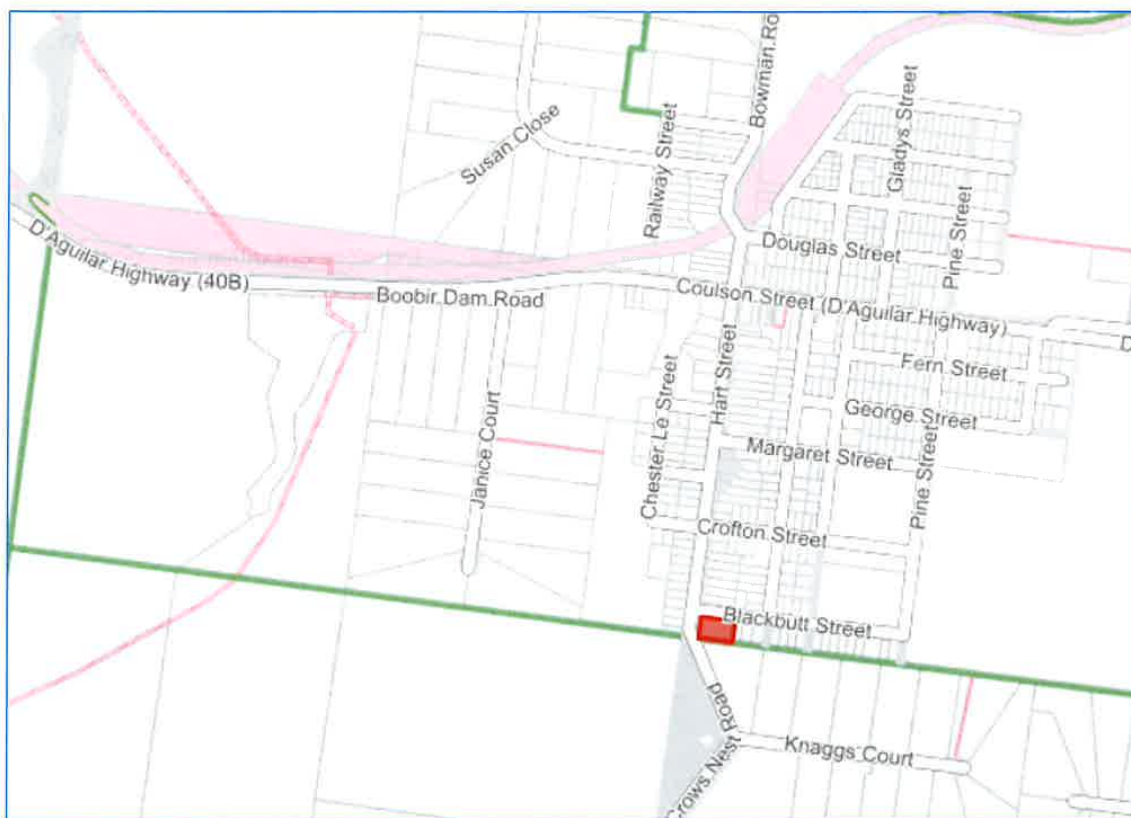 Bowman Ro
Susan Close
Railway Street
Gladys Street
Pine Street
Douglas Street
D'Aguilar Highway (40B)
Boobir Dam Road
Coulson Street (D'Aguilar Highway)
D
Fern Street
Hart Street
Chester Le Street
George Street
Janice Court
Margaret Street
Pine Street
Crofton Street
Blackbutt Street
Crows Nest Road
Knaggs Court